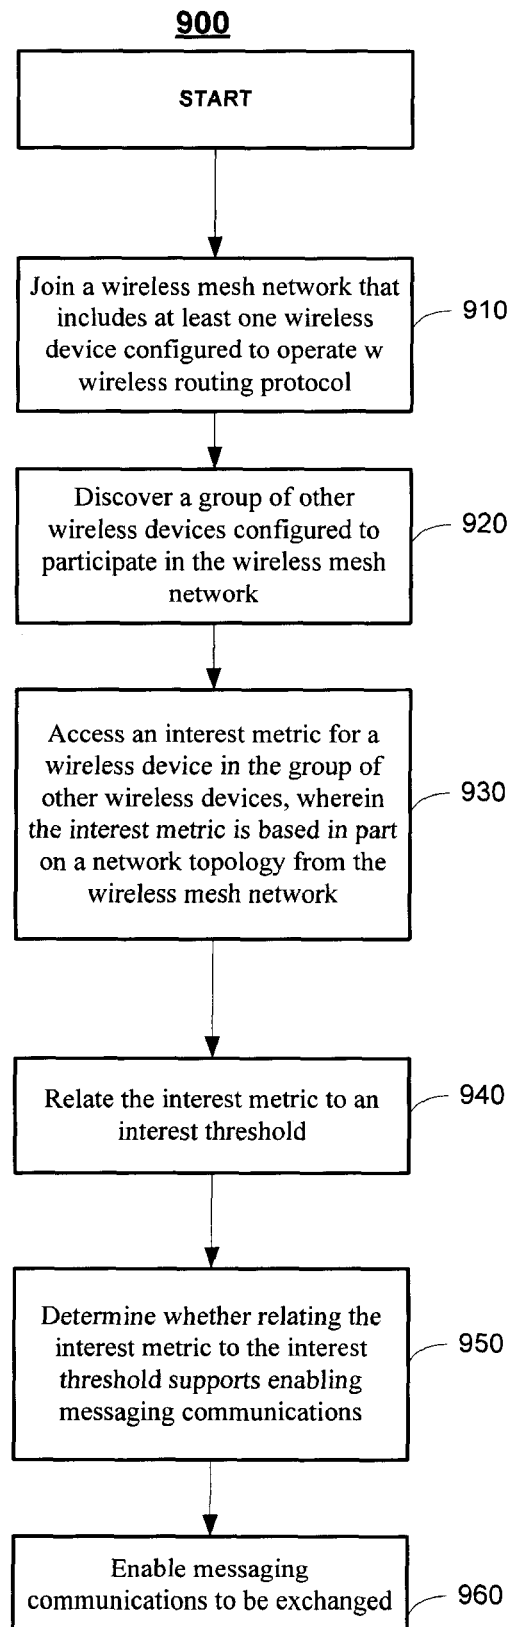 900
START
Join a wireless mesh network that
includes at least one wireless
device configured to operate w
wireless routing protocol
910
Discover a group of other
wireless devices configured to
participate in the wireless mesh
network
920
Access an interest metric for a
wireless device in the group of
other wireless devices, wherein
the interest metric is based in part
on a network topology from the
wireless mesh network
930
Relate the interest metric to an
interest threshold
940
Determine whether relating the
interest metric to the interest
threshold supports enabling
messaging communications
950
Enable messaging
communications to be exchanged
960